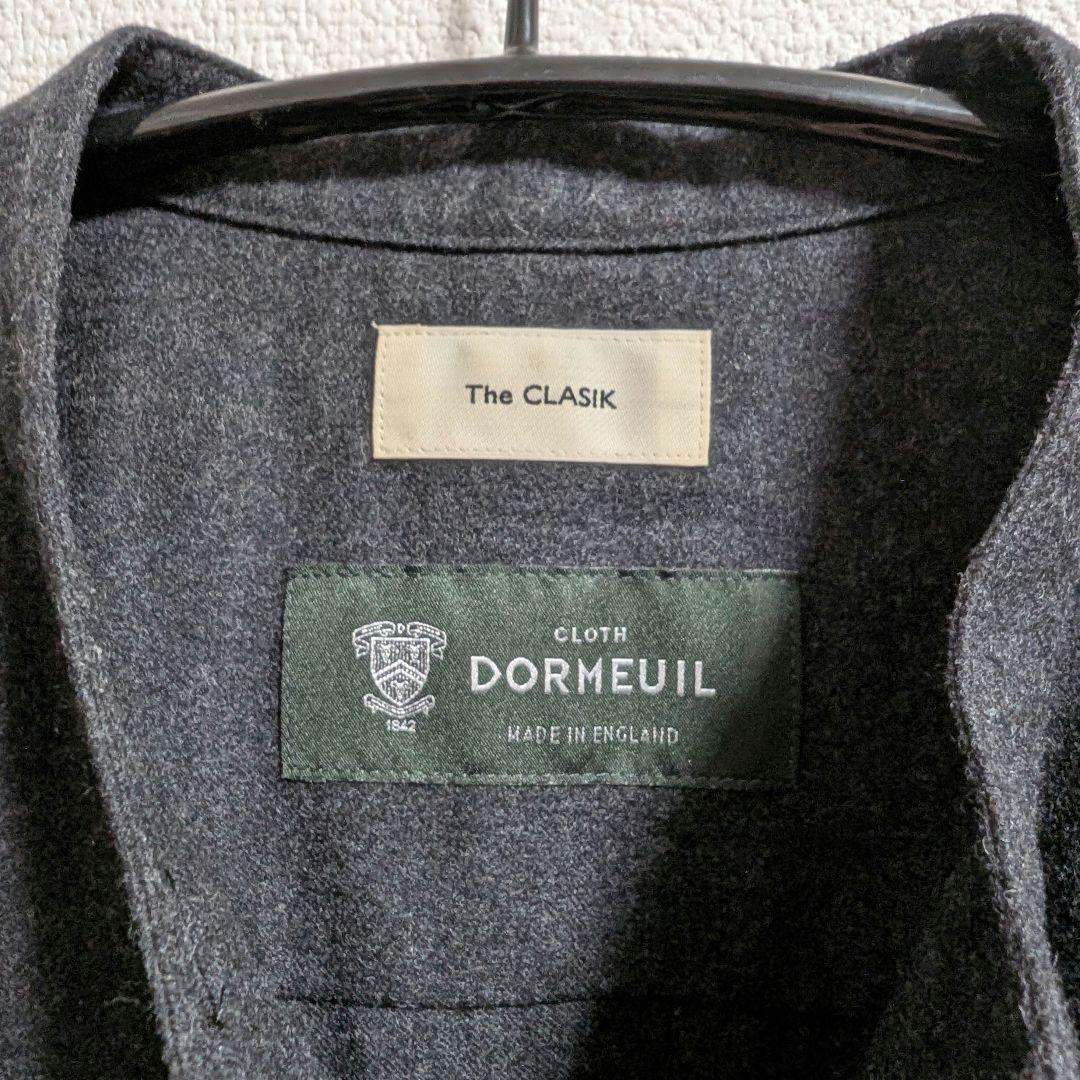 The CLASIK
D
CLOTH
DORMEUIL
1842
MADE IN ENGLAND